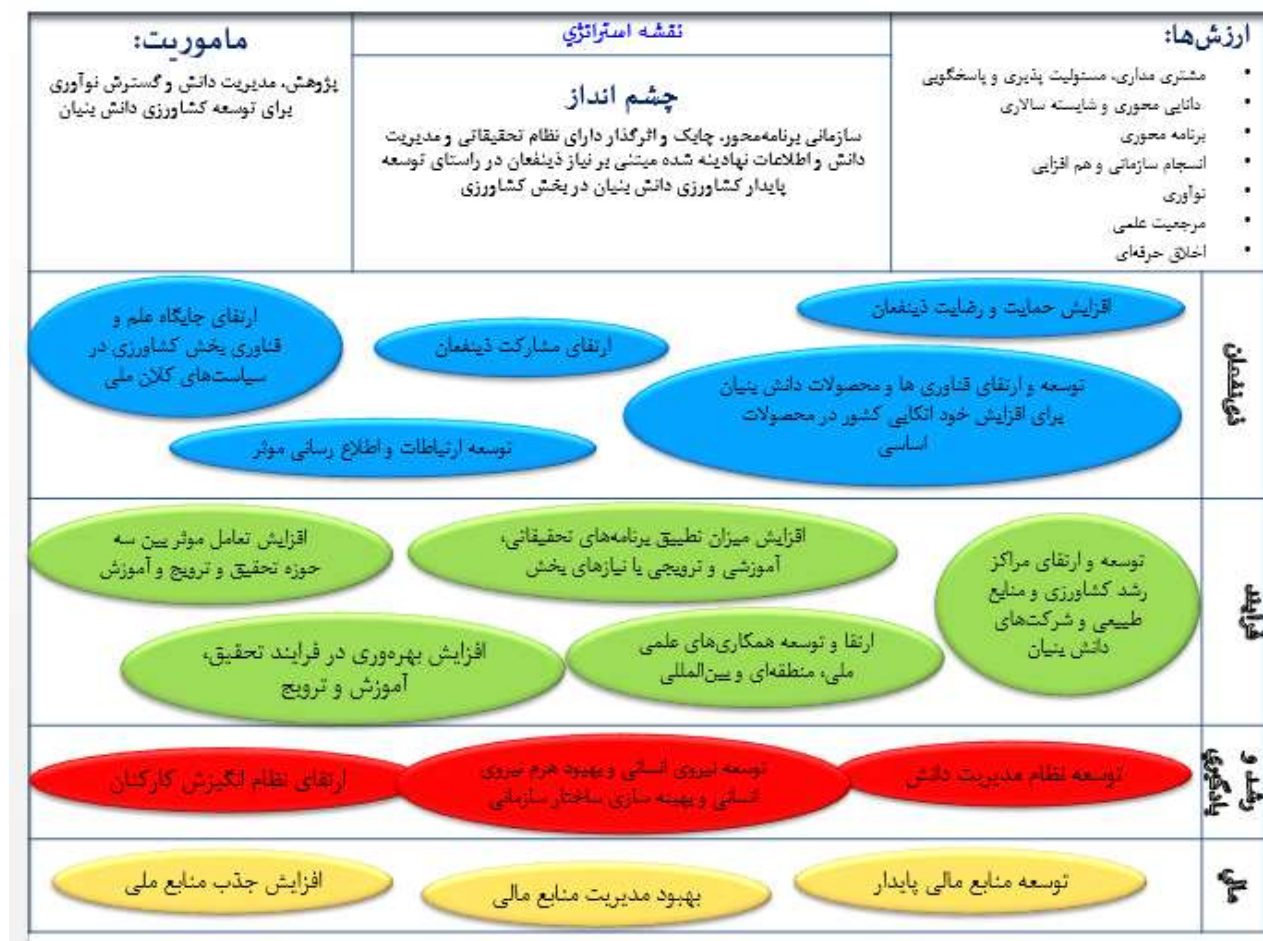 نقشه استراتژي
ارزش‌ها:
مشتری مداری، مسئولیت پذیری و پاسخگویی
دانایی محوری و شایسته سالاری
برنامه محوری
انسجام سازمانی و هم افزایی
نوآوری
مرجعیت علمی
اخلاق حرفه‌ای
چشم انداز
سازمانی برنامه‌محور، چابک و اثرگذار دارای نظام تحقیقاتی و مدیریت
دانش و اطلاعات نهادینه شده مبتنی بر نیاز ذینفعان در راستای توسعه
پایدار کشاورزی دانش بنیان در بخش کشاورزی
ماموریت:
پژوهش، مدیریت دانش و گسترش نوآوری
برای توسعه کشاورزی دانش بنیان
ذی‌نفعان
افزایش حمایت و رضایت ذینفعان
ارتقای مشارکت ذینفعان
ارتقای جایگاه علم و
فناوری بخش کشاورزی در
سیاست‌های کلان ملی
توسعه و ارتقای فناوری ها و محصولات دانش بنیان
برای افزایش خود اتکایی کشور در محصولات
اساسی
توسعه ارتباطات و اطلاع رسانی موثر
فرایند
توسعه و ارتقای مراکز
رشد کشاورزی و منابع
طبیعی و شرکت‌های
دانش بنیان
افزایش میزان تطبیق برنامه‌های تحقیقاتی،
آموزشی و ترویجی با نیازهای بخش
افزایش تعامل موثر بین سه
حوزه تحقیق و ترویج و آموزش
ارتقا و توسعه همکاری‌های علمی
ملی، منطقه‌ای و بین‌المللی
افزایش بهره‌وری در فرایند تحقیق،
آموزش و ترویج
رشد و
یادگیری
توسعه نظام مدیریت دانش
توسعه نیروی انسانی و بهبود هرم نیروی
انسانی و بهینه سازی ساختار سازمانی
ارتقای نظام انگیزش کارکنان
مالی
توسعه منابع مالی پایدار
بهبود مدیریت منابع مالی
افزایش جذب منابع ملی